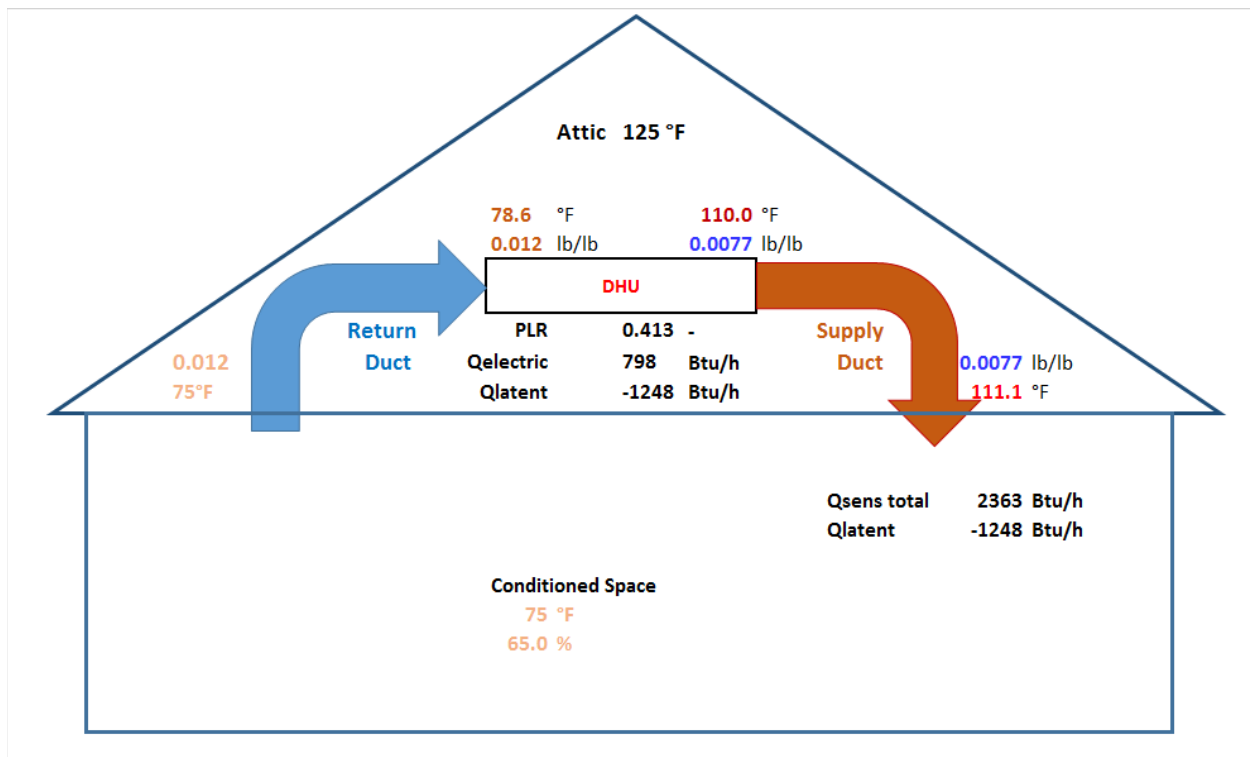 Attic 125 °F
78.6 °F 110.0 °F
0.012 lb/lb 0.0077 lb/lb
DHU
Return PLR 0.413 - Supply
0.012 Duct Qelectric 798 Btu/h Duct 0.0077 lb/lb
75°F Qlatent -1248 Btu/h 111.1 °F
Qsens total 2363 Btu/h
Qlatent -1248 Btu/h
Conditioned Space
75 °F
65.0 %